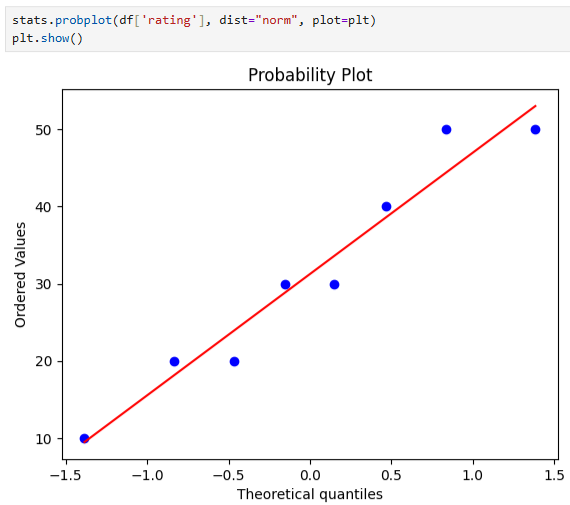 stats.probplot(df['rating'], dist="norm", plot=plt)
plt.show()
Probability Plot
50
40
30
20
10
Ordered Values
−1.5 −1.0 −0.5 0.0 0.5 1.0 1.5
Theoretical quantiles